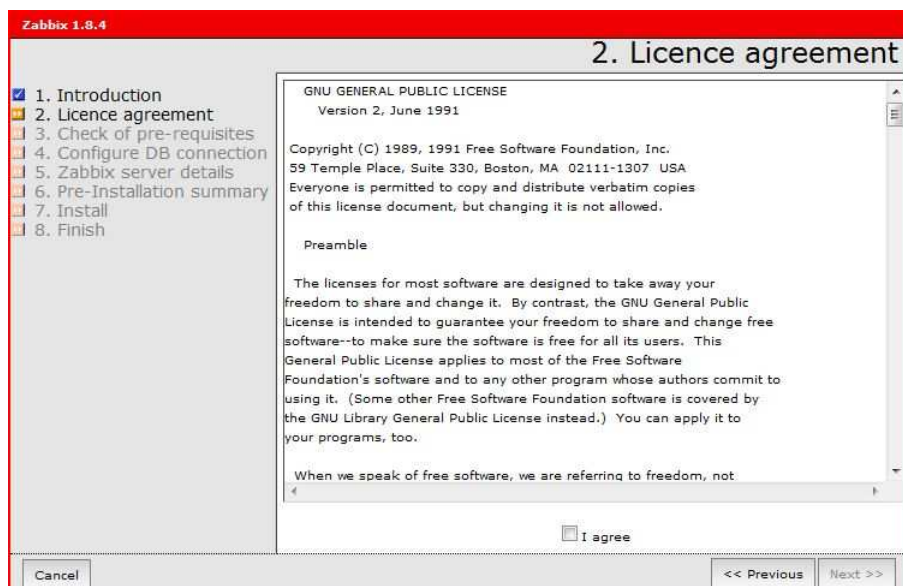 Zabbix 1.8.4
2. Licence agreement
1. Introduction
2. Licence agreement
3. Check of pre-requisites
4. Configure DB connection
5. Zabbix server details
6. Pre-Installation summary
7. Install
8. Finish
GNU GENERAL PUBLIC LICENSE
Version 2, June 1991
Copyright (C) 1989, 1991 Free Software Foundation, Inc.
59 Temple Place, Suite 330, Boston, MA 02111-1307 USA
Everyone is permitted to copy and distribute verbatim copies
of this license document, but changing it is not allowed.
Preamble
The licenses for most software are designed to take away your
freedom to share and change it. By contrast, the GNU General Public
License is intended to guarantee your freedom to share and change free
software--to make sure the software is free for all its users. This
General Public License applies to most of the Free Software
Foundation's software and to any other program whose authors commit to
using it. (Some other Free Software Foundation software is covered by
the GNU Library General Public License instead.) You can apply it to
your programs, too.
When we speak of free software, we are referring to freedom, not
I agree
Cancel
<< Previous
Next >>